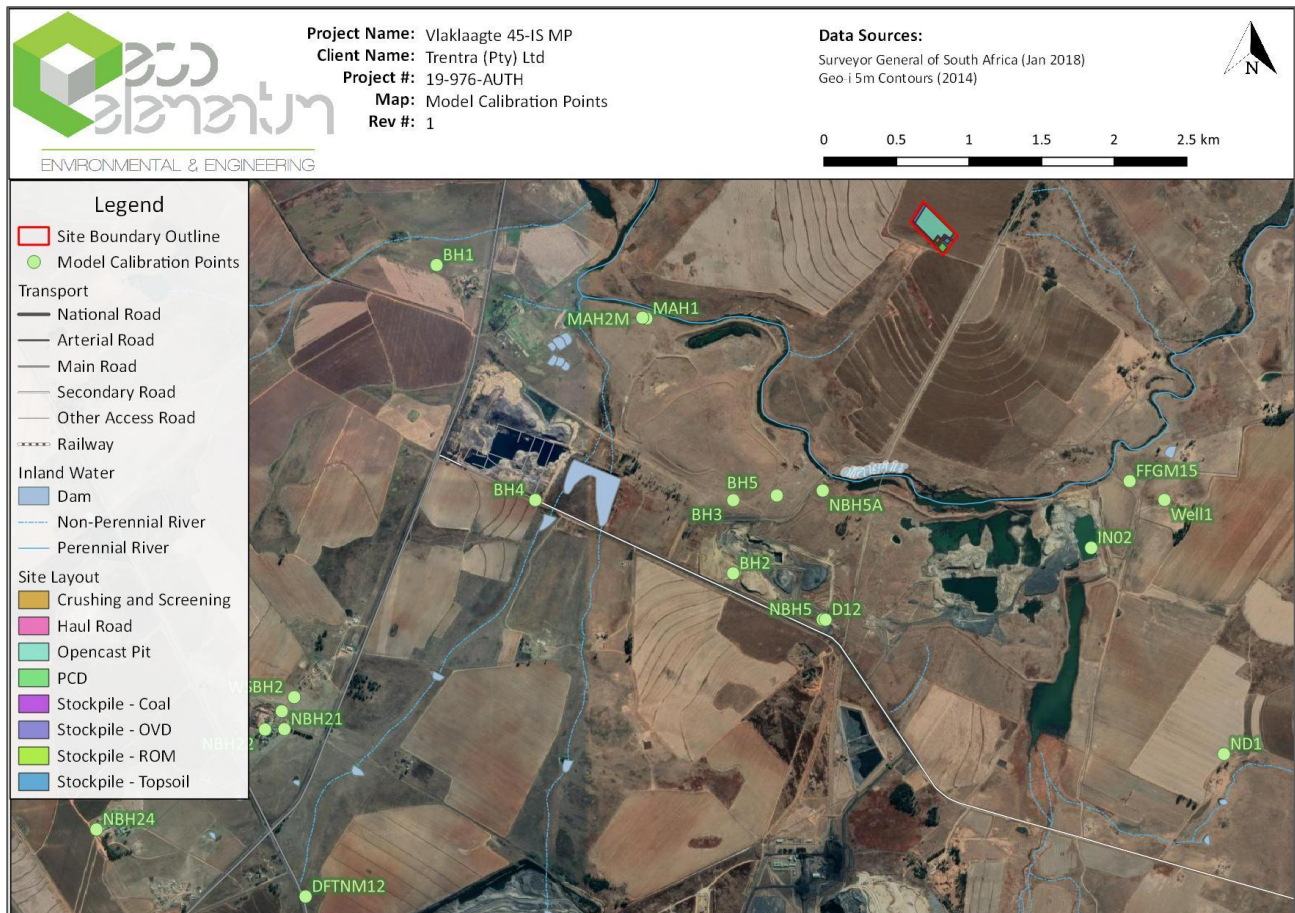 eco
elementum
ENVIRONMENTAL & ENGINEERING
Project Name: Vlaklaagte 45-IS MP
Client Name: Trentra (Pty) Ltd
Project #: 19-976-AUTH
Map: Model Calibration Points
Rev #: 1
Data Sources:
Surveyor General of South Africa (Jan 2018)
Geo-i 5m Contours (2014)
N
0 0.5 1 1.5 2 2.5 km
Legend
Site Boundary Outline
Model Calibration Points
Transport
National Road
Arterial Road
Main Road
Secondary Road
Other Access Road
Railway
Inland Water
Dam
Non-Perennial River
Perennial River
Site Layout
Crushing and Screening
Haul Road
Opencast Pit
PCD
Stockpile - Coal
Stockpile - OVD
Stockpile - ROM
Stockpile - Topsoil
BH1
MAH2M
MAH1
BH4
BH5
BH3
NBH5A
FFGM15
Well1
IN02
BH2
NBH5
D12
WSBH2
NBH21
NBH22
ND1
NBH24
DFTNM12